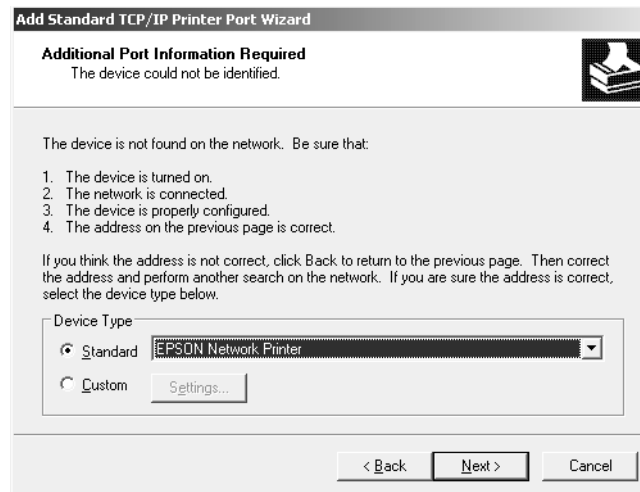 Add Standard TCP/IP Printer Port Wizard
Additional Port Information Required
The device could not be identified.
The device is not found on the network. Be sure that:
1. The device is turned on.
2. The network is connected.
3. The device is properly configured.
4. The address on the previous page is correct.
If you think the address is not correct, click Back to return to the previous page. Then correct
the address and perform another search on the network. If you are sure the address is correct,
select the device type below.
Device Type
Standard EPSON Network Printer
Custom Settings...
< Back Next > Cancel